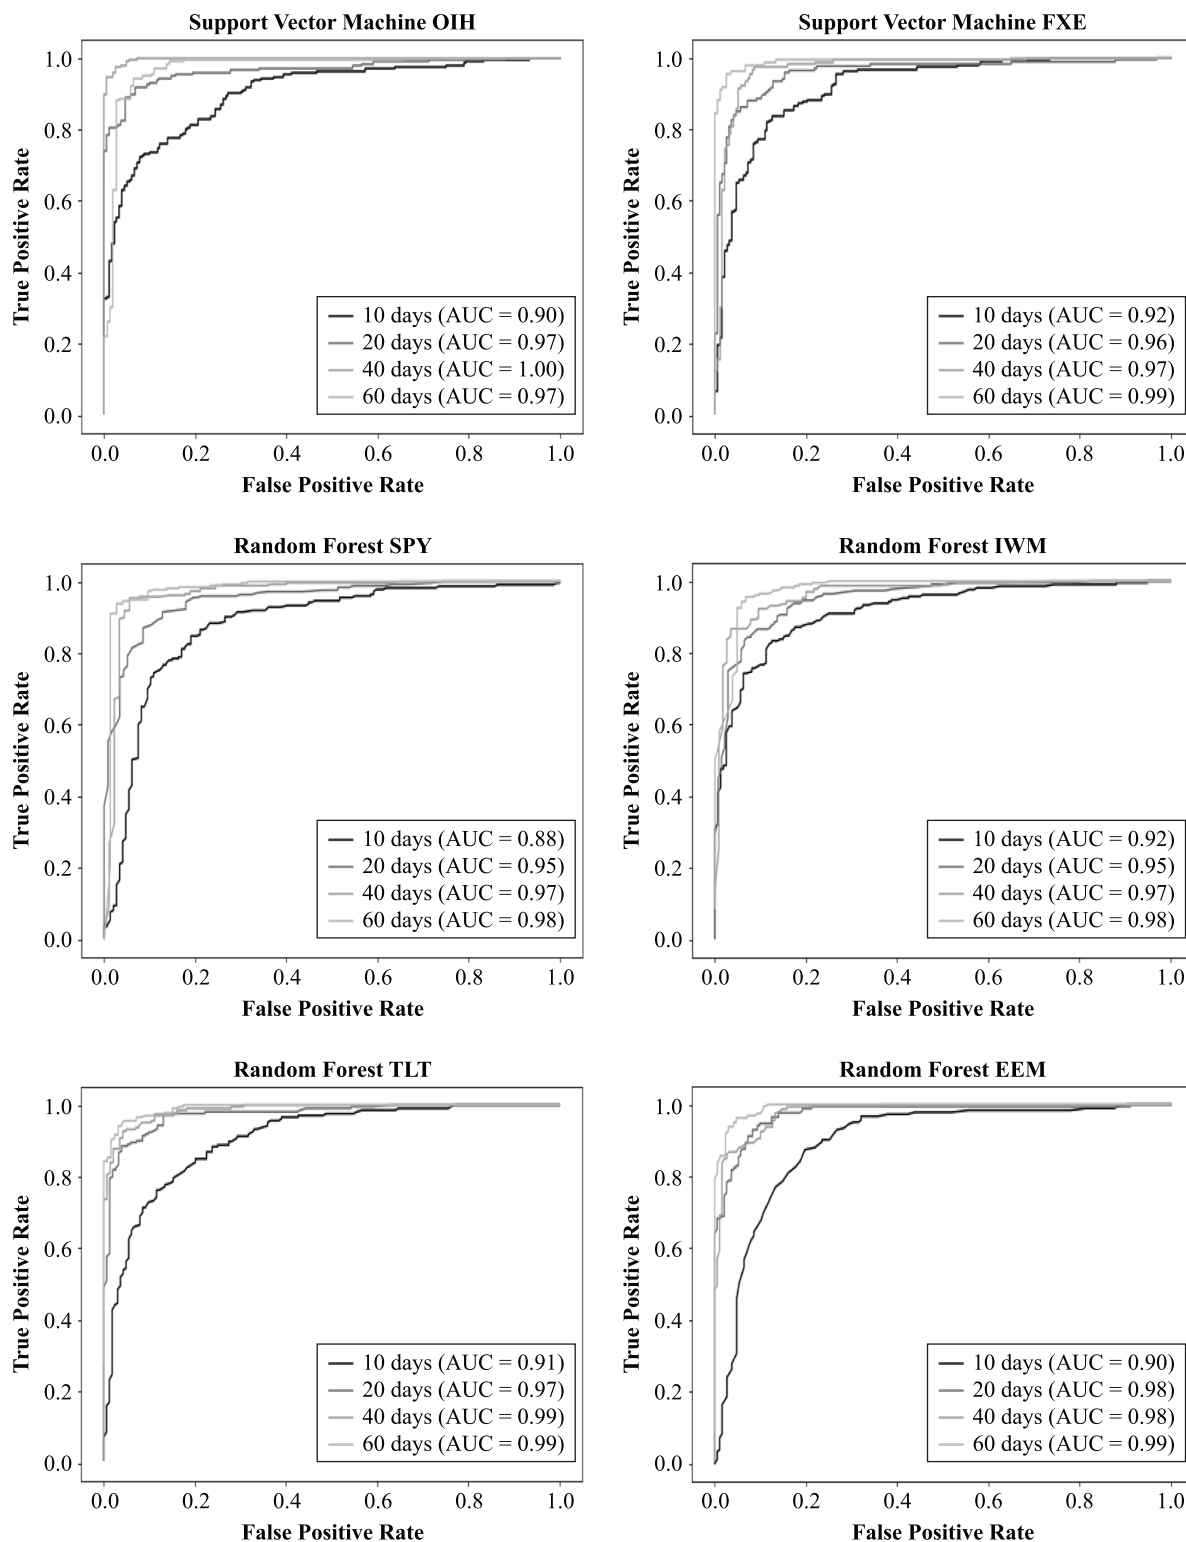 Support Vector Machine OIH
1.0
0.8
0.6
0.4
0.2
0.0
True Positive Rate
10 days (AUC = 0.90)
20 days (AUC = 0.97)
40 days (AUC = 1.00)
60 days (AUC = 0.97)
0.0 0.2 0.4 0.6 0.8 1.0
False Positive Rate
Support Vector Machine FXE
1.0
0.8
0.6
0.4
0.2
0.0
True Positive Rate
10 days (AUC = 0.92)
20 days (AUC = 0.96)
40 days (AUC = 0.97)
60 days (AUC = 0.99)
0.0 0.2 0.4 0.6 0.8 1.0
False Positive Rate
Random Forest SPY
1.0
0.8
0.6
0.4
0.2
0.0
True Positive Rate
10 days (AUC = 0.88)
20 days (AUC = 0.95)
40 days (AUC = 0.97)
60 days (AUC = 0.98)
0.0 0.2 0.4 0.6 0.8 1.0
False Positive Rate
Random Forest IWM
1.0
0.8
0.6
0.4
0.2
0.0
True Positive Rate
10 days (AUC = 0.92)
20 days (AUC = 0.95)
40 days (AUC = 0.97)
60 days (AUC = 0.98)
0.0 0.2 0.4 0.6 0.8 1.0
False Positive Rate
Random Forest TLT
1.0
0.8
0.6
0.4
0.2
0.0
True Positive Rate
10 days (AUC = 0.91)
20 days (AUC = 0.97)
40 days (AUC = 0.99)
60 days (AUC = 0.99)
0.0 0.2 0.4 0.6 0.8 1.0
False Positive Rate
Random Forest EEM
1.0
0.8
0.6
0.4
0.2
0.0
True Positive Rate
10 days (AUC = 0.90)
20 days (AUC = 0.98)
40 days (AUC = 0.98)
60 days (AUC = 0.99)
0.0 0.2 0.4 0.6 0.8 1.0
False Positive Rate